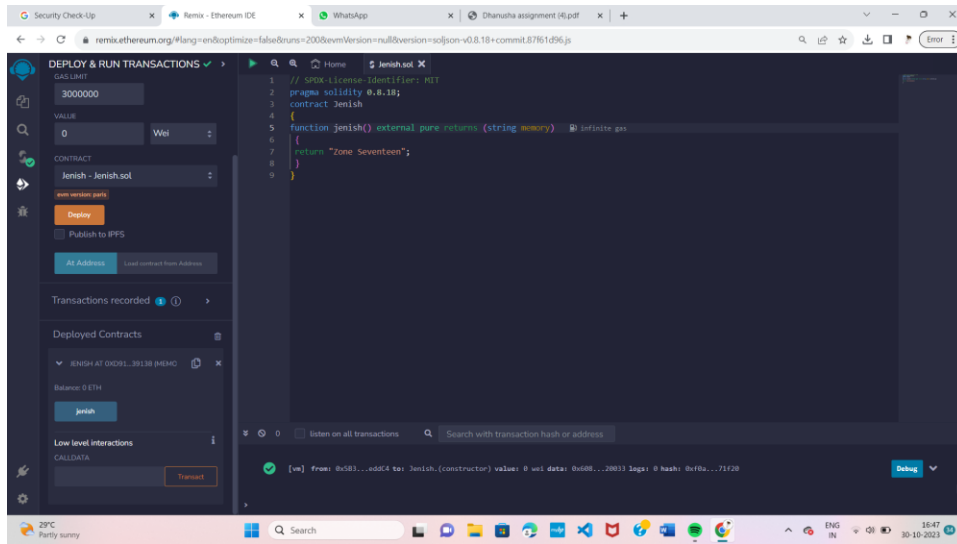 Security Check-Up
Remix - Ethereum IDE
WhatsApp
Dhanusha assignment (4).pdf
remix.ethereum.org/#lang=en&optimize=false&runs=200&evmVersion=null&version=soljson-v0.8.18+commit.87f61d96.js
Error
DEPLOY & RUN TRANSACTIONS
GAS LIMIT
3000000
VALUE
0
Wei
CONTRACT
Jenish - Jenish.sol
evm version: paris
Deploy
Publish to IPFS
At Address
Load contract from Address
Transactions recorded 1
Deployed Contracts
JENISH AT 0XD91...39138 (MEMO
Balance: 0 ETH
jenish
Low level interactions
CALLDATA
Transact
Home
Jenish.sol
1 // SPDX-License-Identifier: MIT
2 pragma solidity 0.8.18;
3 contract Jenish
4 {
5 function jenish() external pure returns (string memory) infinite gas
6 {
7 return "Zone Seventeen";
8 }
9 }
0
listen on all transactions
Search with transaction hash or address
[vm] from: 0x5B3...eddC4 to: Jenish.(constructor) value: 0 wei data: 0x608...20033 logs: 0 hash: 0xf0a...71f20
Debug
29°C
Partly sunny
Search
ENG
IN
16:47
30-10-2023